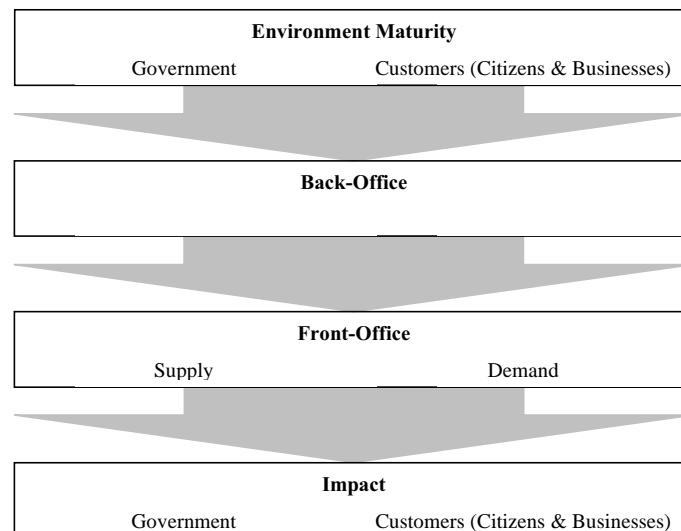 Environment Maturity
Government Customers (Citizens & Businesses)
Back-Office
Front-Office
Supply Demand
Impact
Government Customers (Citizens & Businesses)